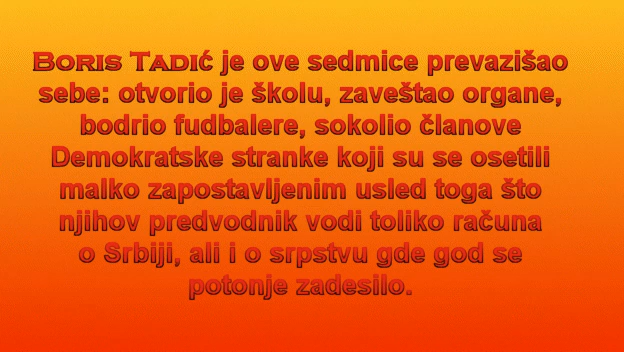 Boris Tadić je ove sedmice prevazišao
sebe: otvorio je školu, zaveštao organe,
bodrio fudbalere, sokolio članove
Demokratske stranke koji su se osetili
malko zapostavljenim usled toga što
njihov predvodnik vodi toliko računa
o Srbiji, ali i o srpstvu gde god se
potonje zadesilo.